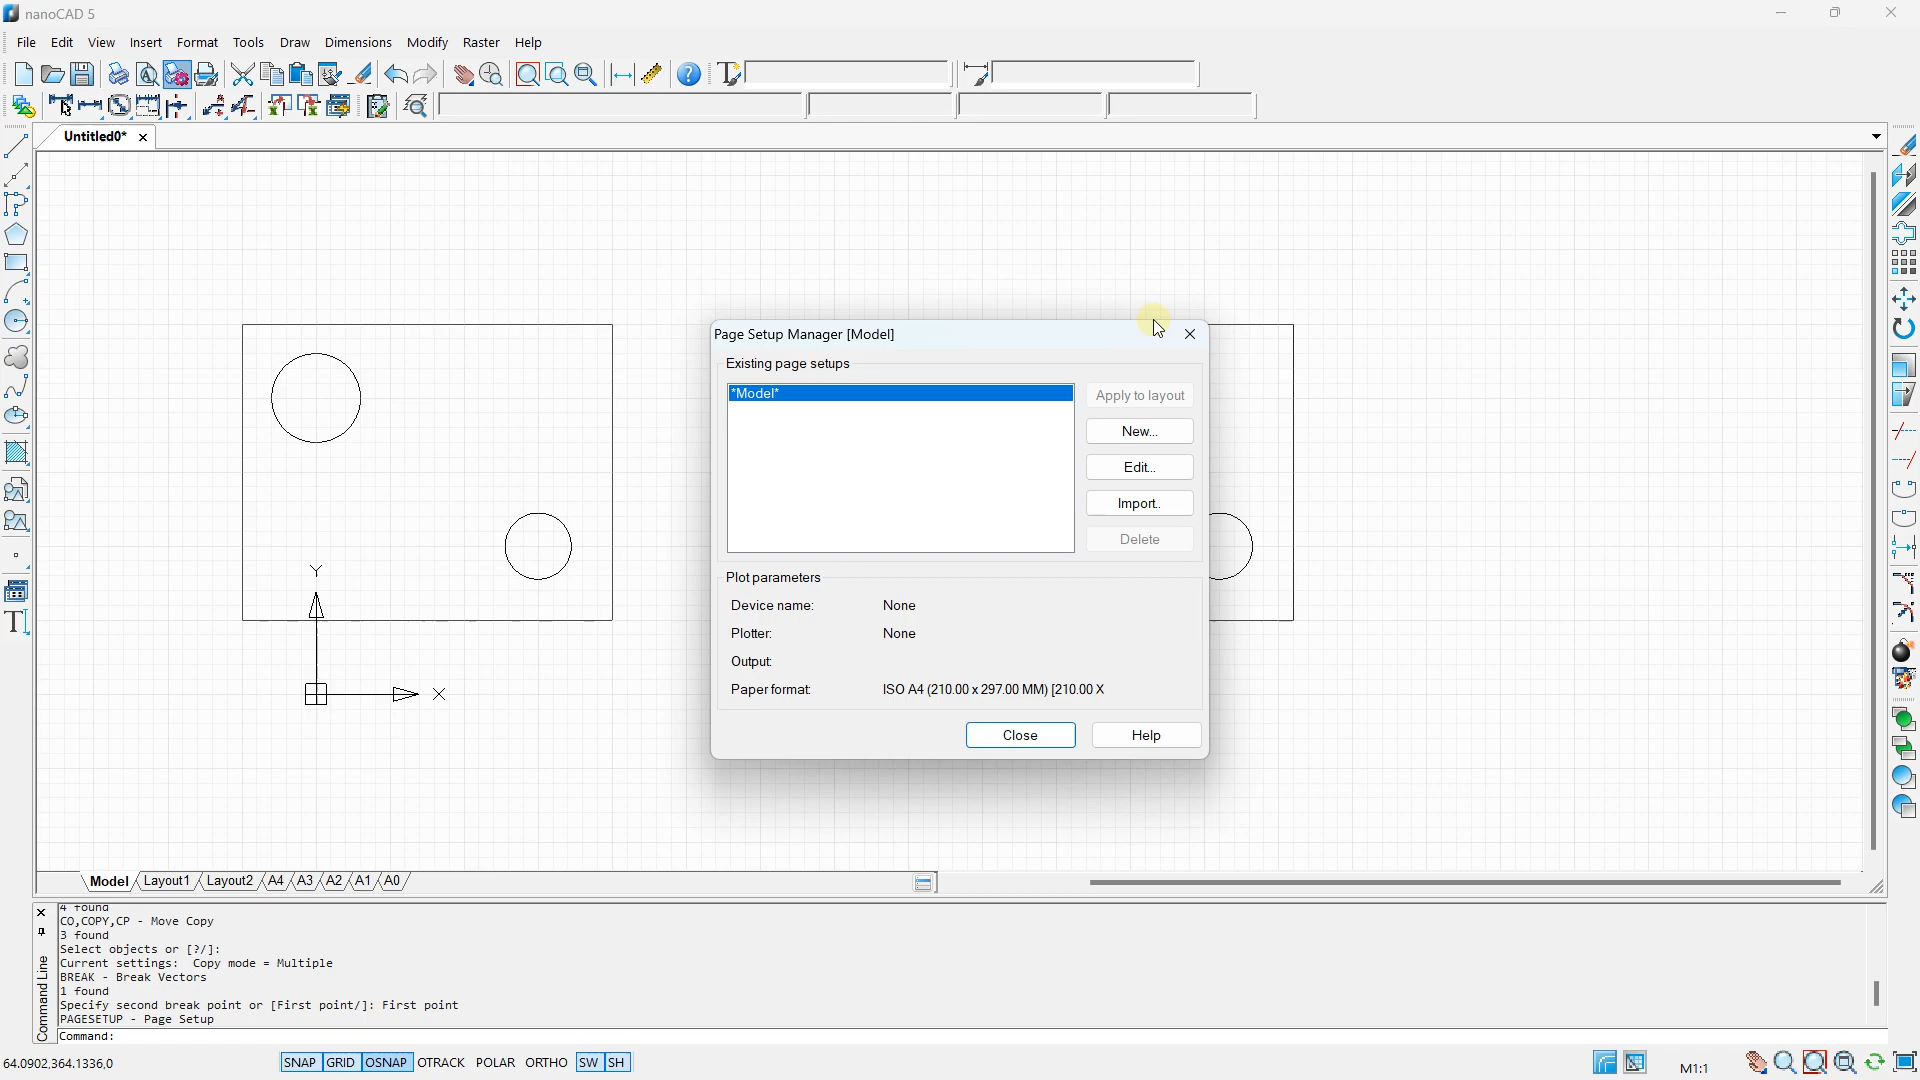 nanoCAD 5
File Edit View Insert Format Tools Draw Dimensions Modify Raster Help
Untitled0*
Page Setup Manager [Model]
Existing page setups
*Model*
Apply to layout
New...
Edit...
Import..
Delete
Plot parameters
Device name: None
Plotter: None
Output:
Paper format: ISO A4 (210.00 x 297.00 MM) [210.00 X
Close Help
Y
X
Model Layout1 Layout2 A4 A3 A2 A1 A0
Command Line
4 found
CO,COPY,CP - Move Copy
3 found
Select objects or [?/]:
Current settings: Copy mode = Multiple
BREAK - Break Vectors
1 found
Specify second break point or [First point/]: First point
PAGESETUP - Page Setup
Command:
64.0902,364.1336,0 SNAP GRID OSNAP OTRACK POLAR ORTHO SW SH M1:1